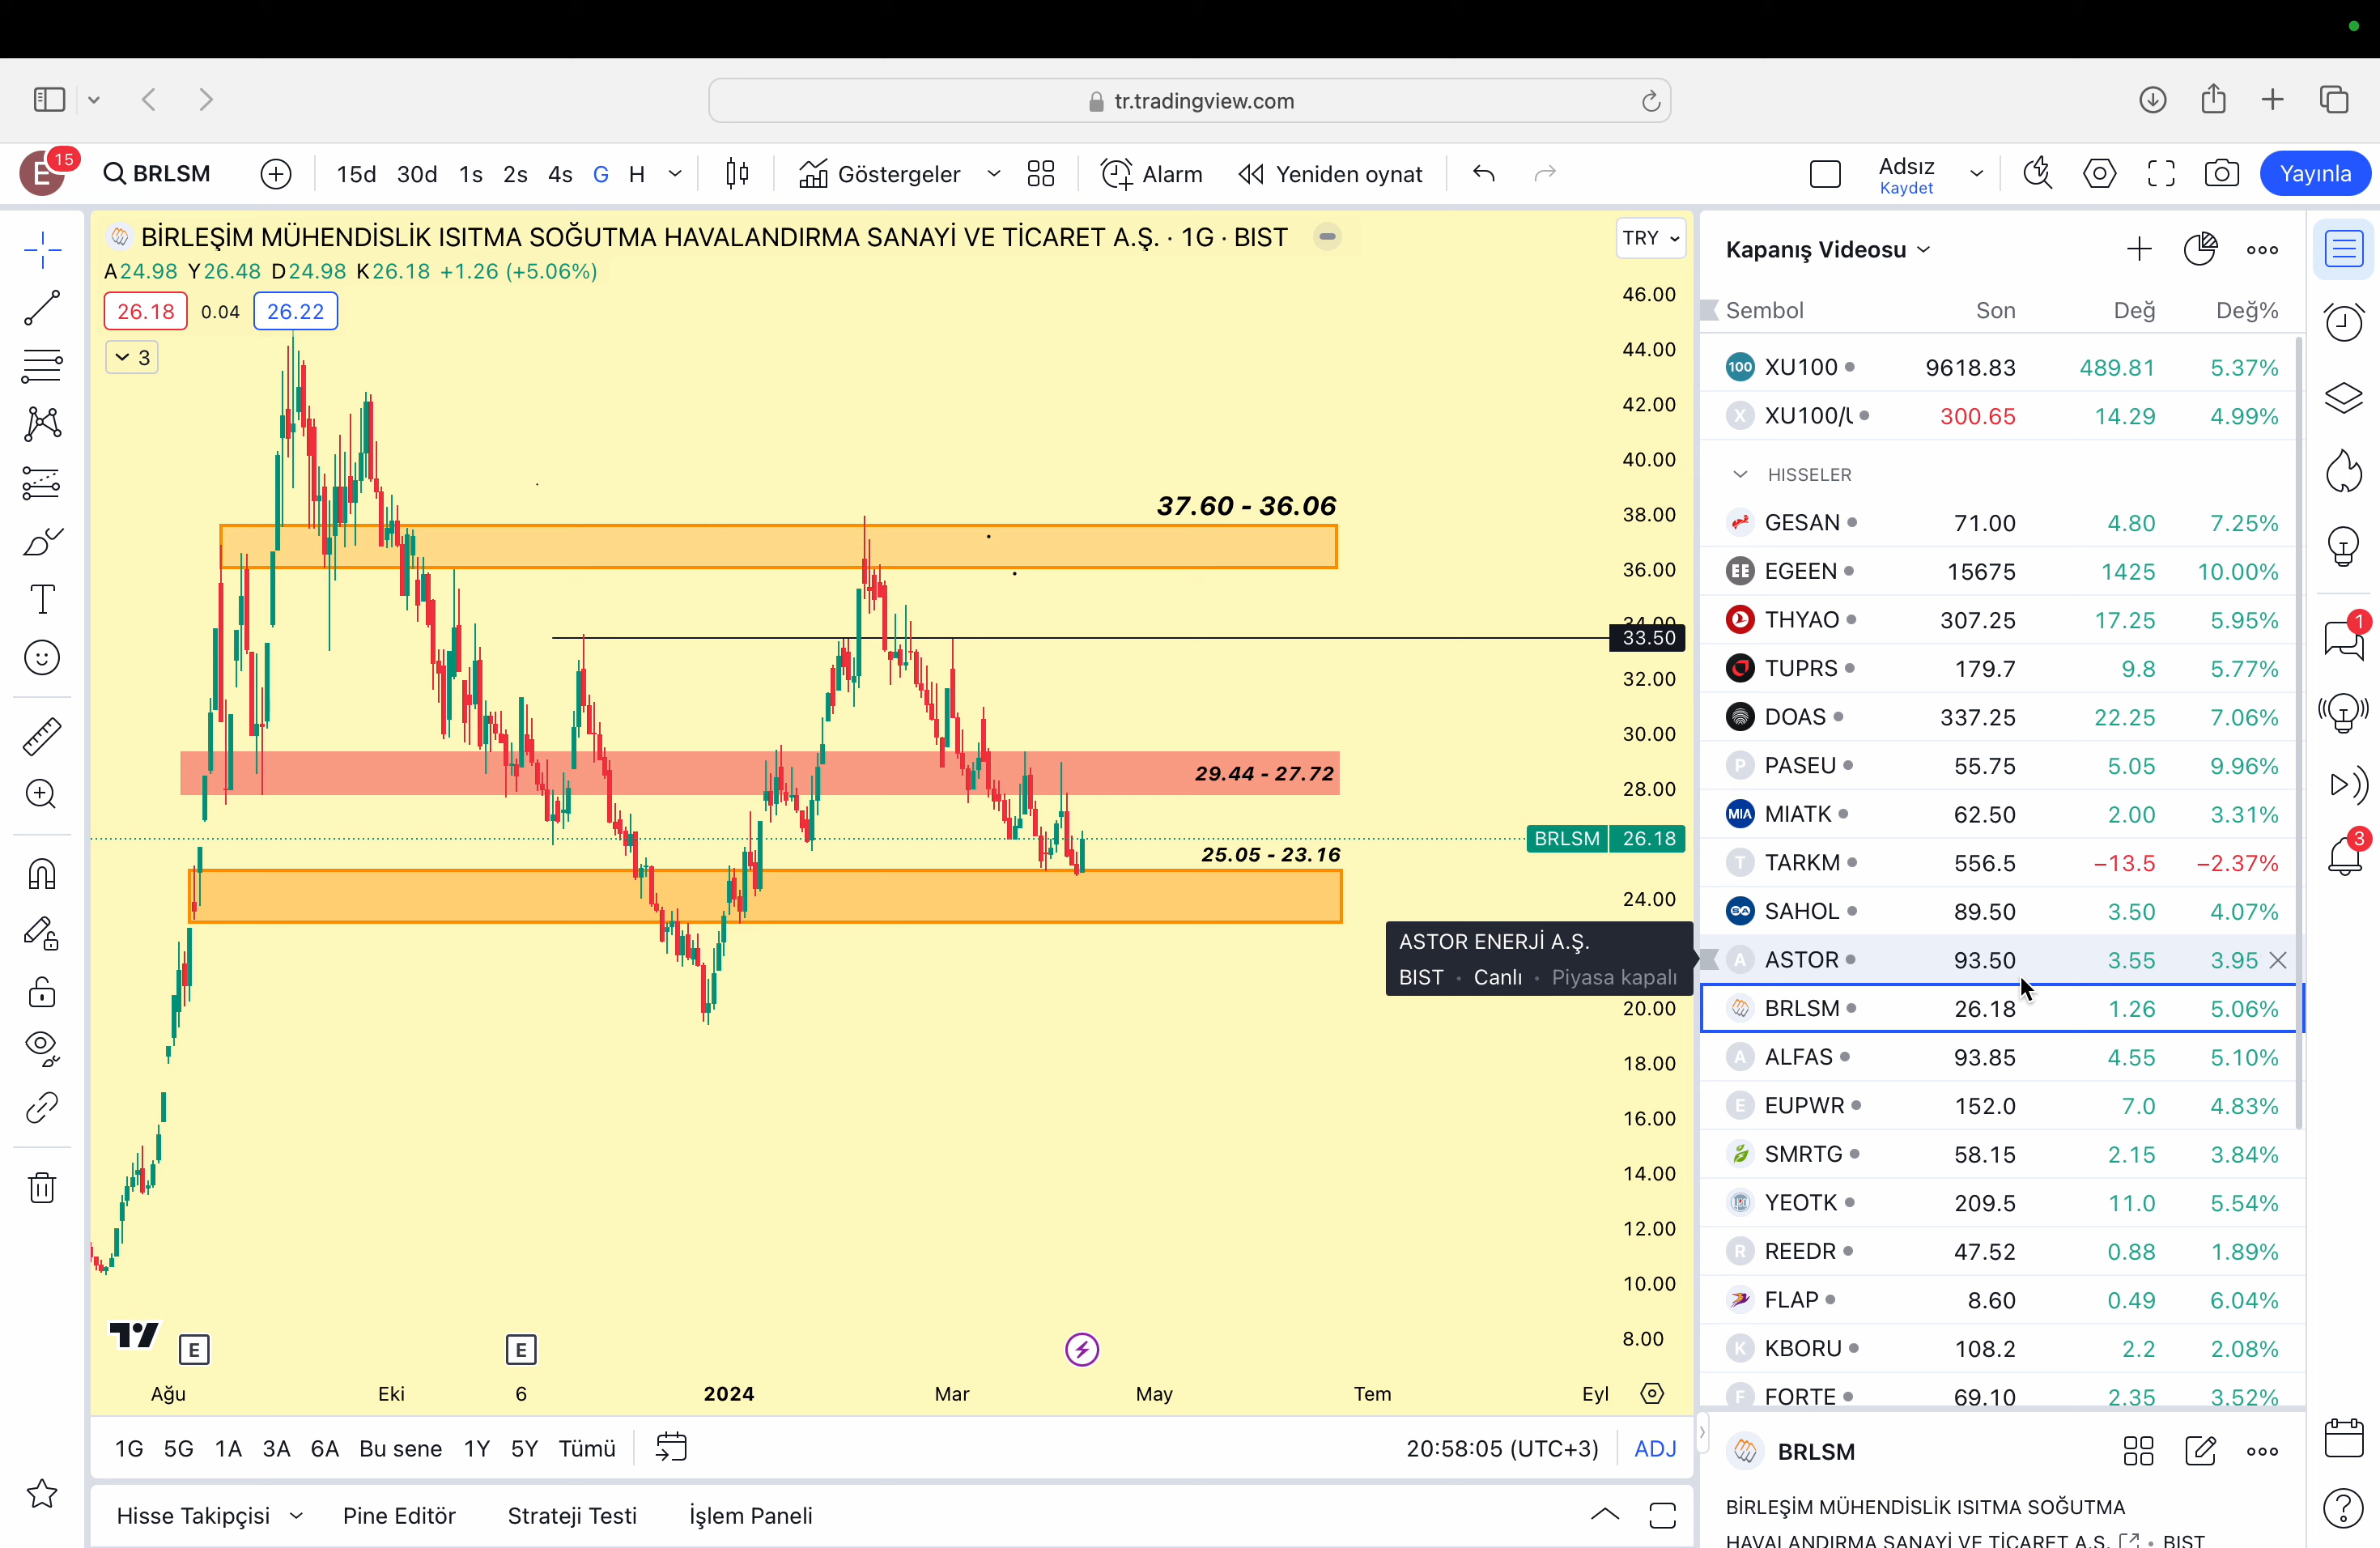 tr.tradingview.com
E
15
BRLSM
15d 30d 1s 2s 4s G H
Göstergeler
Alarm
Yeniden oynat
Adsız
Kaydet
Yayınla
BİRLEŞİM MÜHENDİSLİK ISITMA SOĞUTMA HAVALANDIRMA SANAYİ VE TİCARET A.Ş. · 1G · BIST
A24.98 Y26.48 D24.98 K26.18 +1.26 (+5.06%)
26.18 0.04 26.22
3
TRY
46.00
44.00
42.00
40.00
38.00
36.00
34.00
33.50
32.00
30.00
28.00
BRLSM 26.18
24.00
20.00
18.00
16.00
14.00
12.00
10.00
8.00
37.60 - 36.06
29.44 - 27.72
25.05 - 23.16
ASTOR ENERJİ A.Ş.
BIST · Canlı · Piyasa kapalı
E
E
Ağu Eki 6 2024 Mar May Tem Eyl
1G 5G 1A 3A 6A Bu sene 1Y 5Y Tümü
20:58:05 (UTC+3) ADJ
Hisse Takipçisi Pine Editör Strateji Testi İşlem Paneli
Kapanış Videosu
Sembol Son Değ Değ%
100 XU100 9618.83 489.81 5.37%
X XU100/U 300.65 14.29 4.99%
HISSELER
GESAN 71.00 4.80 7.25%
EE EGEEN 15675 1425 10.00%
THYAO 307.25 17.25 5.95%
TUPRS 179.7 9.8 5.77%
DOAS 337.25 22.25 7.06%
P PASEU 55.75 5.05 9.96%
MIA MIATK 62.50 2.00 3.31%
T TARKM 556.5 −13.5 −2.37%
SA SAHOL 89.50 3.50 4.07%
A ASTOR 93.50 3.55 3.95
BRLSM 26.18 1.26 5.06%
A ALFAS 93.85 4.55 5.10%
E EUPWR 152.0 7.0 4.83%
SMRTG 58.15 2.15 3.84%
YEOTK 209.5 11.0 5.54%
R REEDR 47.52 0.88 1.89%
FLAP 8.60 0.49 6.04%
K KBORU 108.2 2.2 2.08%
F FORTE 69.10 2.35 3.52%
BRLSM
BİRLEŞİM MÜHENDİSLİK ISITMA SOĞUTMA
HAVALANDIRMA SANAYİ VE TİCARET A.Ş. · BIST
1
3